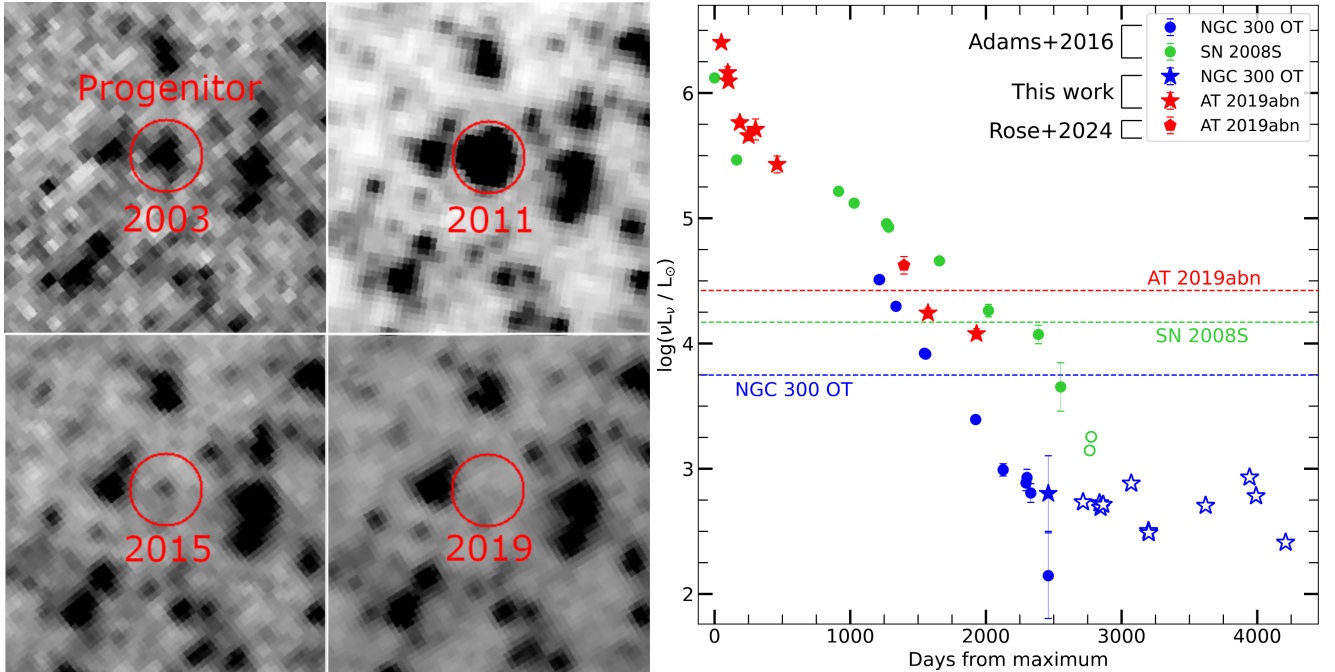 Progenitor
2003
2011
2015
2019
log(νLν / L⊙)
6
5
4
3
2
Adams+2016
NGC 300 OT
SN 2008S
This work
NGC 300 OT
AT 2019abn
Rose+2024
AT 2019abn
AT 2019abn
SN 2008S
NGC 300 OT
0 1000 2000 3000 4000
Days from maximum